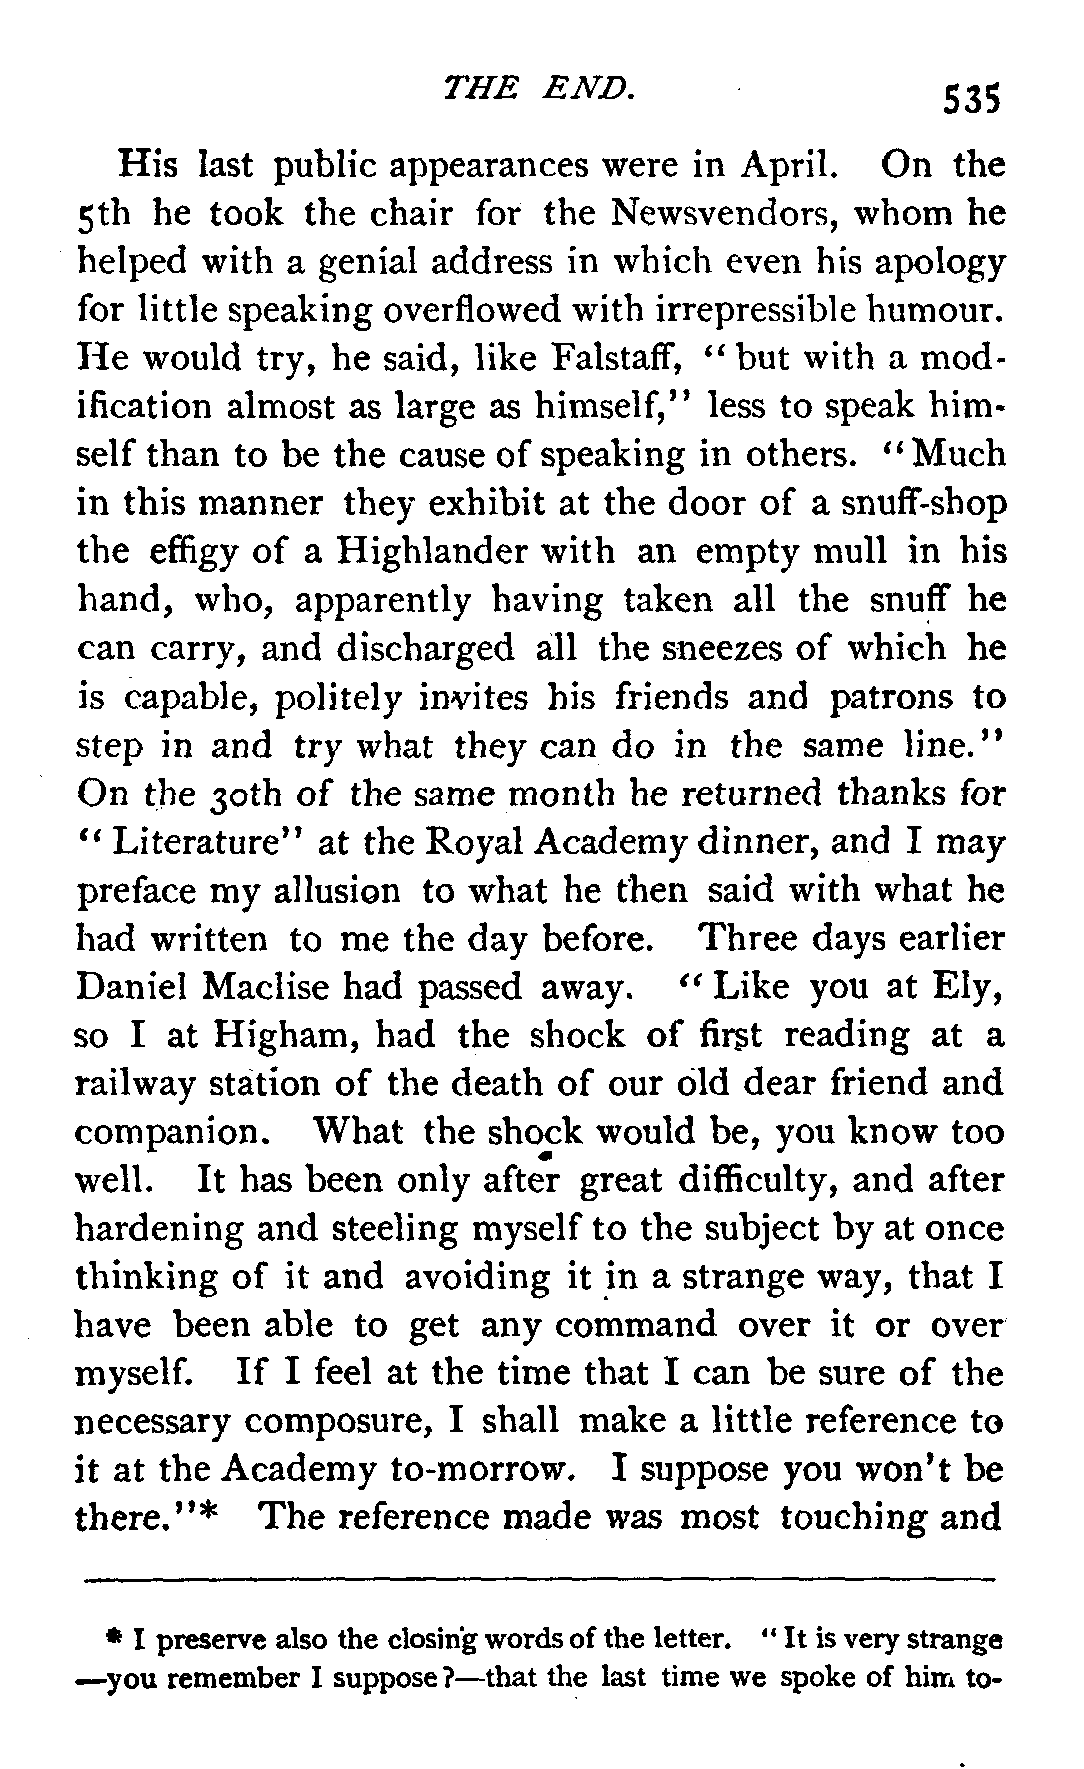 THE END.
535
His last public appearances were in April. On the
5th he took the chair for the Newsvendors, whom he
helped with a genial address in which even his apology
for little speaking overflowed with irrepressible humour.
He would try, he said, like Falstaff, “but with a mod-
ification almost as large as himself,” less to speak him-
self than to be the cause of speaking in others. “Much
in this manner they exhibit at the door of a snuff-shop
the effigy of a Highlander with an empty mull in his
hand, who, apparently having taken all the snuff he
can carry, and discharged all the sneezes of which he
is capable, politely invites his friends and patrons to
step in and try what they can do in the same line.”
On the 30th of the same month he returned thanks for
“Literature” at the Royal Academy dinner, and I may
preface my allusion to what he then said with what he
had written to me the day before. Three days earlier
Daniel Maclise had passed away. “Like you at Ely,
so I at Higham, had the shock of first reading at a
railway station of the death of our old dear friend and
companion. What the shock would be, you know too
well. It has been only after great difficulty, and after
hardening and steeling myself to the subject by at once
thinking of it and avoiding it in a strange way, that I
have been able to get any command over it or over
myself. If I feel at the time that I can be sure of the
necessary composure, I shall make a little reference to
it at the Academy to-morrow. I suppose you won’t be
there.”* The reference made was most touching and
* I preserve also the closing words of the letter. “It is very strange
—you remember I suppose?—that the last time we spoke of him to-